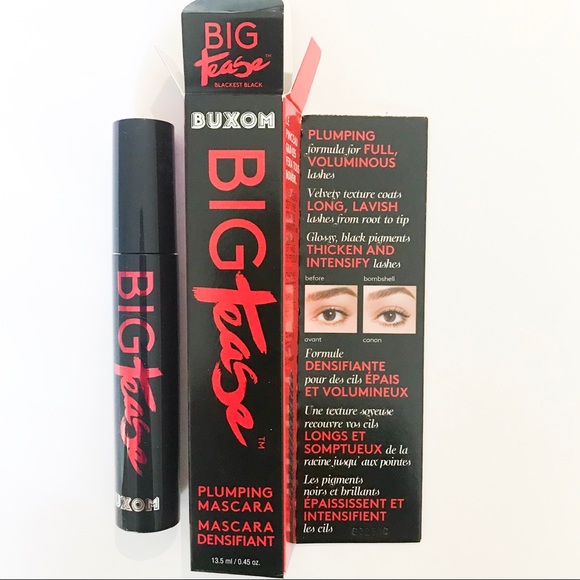 BIG
tease™
BLACKEST BLACK
BUXOM
BIG tease™
PLUMPING
MASCARA
MASCARA
DENSIFIANT
13.5 ml / 0.45 oz.
BIG tease
BUXOM
PLUMPING
formula for FULL,
VOLUMINOUS
lashes
Velvety texture coats
LONG, LAVISH
lashes from root to tip
Glossy, black pigments
THICKEN AND
INTENSIFY lashes
before bombshell
avant canon
Formule
DENSIFIANTE
pour des cils ÉPAIS
ET VOLUMINEUX
Une texture soyeuse
recouvre vos cils
LONGS ET
SOMPTUEUX de la
racine jusqu' aux pointes
Les pigments
noirs et brillants
ÉPAISSISSENT ET
INTENSIFIENT
les cils